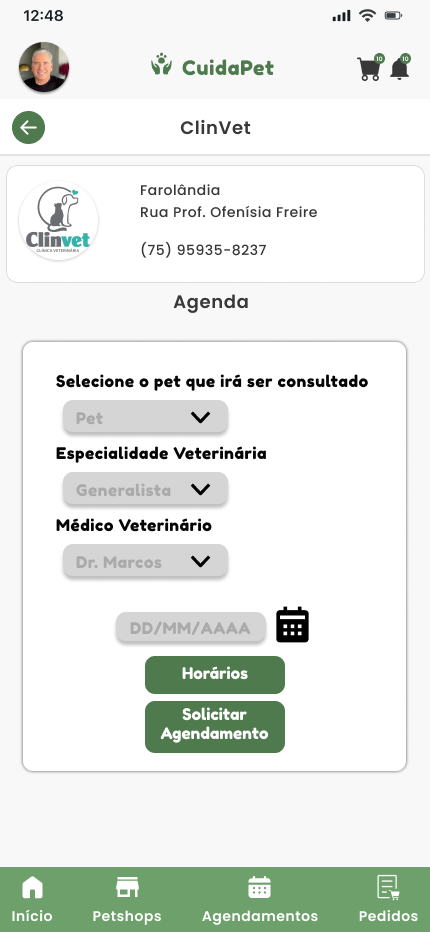 12:48
CuidaPet
10
10
ClinVet
Farolândia
Rua Prof. Ofenísia Freire
(75) 95935-8237
Clinvet
CLÍNICA VETERINÁRIA
Agenda
Selecione o pet que irá ser consultado
Pet
Especialidade Veterinária
Generalista
Médico Veterinário
Dr. Marcos
DD/MM/AAAA
Horários
Solicitar
Agendamento
Início
Petshops
Agendamentos
Pedidos